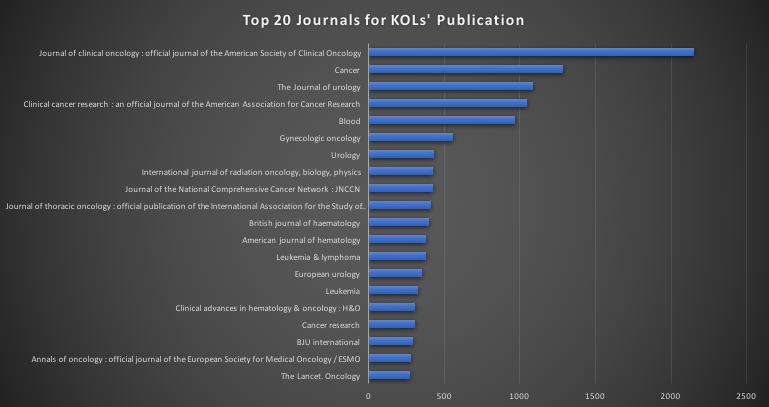 Top 20 Journals for KOLs' Publication
Journal of clinical oncology : official journal of the American Society of Clinical Oncology
Cancer
The Journal of urology
Clinical cancer research : an official journal of the American Association for Cancer Research
Blood
Gynecologic oncology
Urology
International journal of radiation oncology, biology, physics
Journal of the National Comprehensive Cancer Network : JNCCN
Journal of thoracic oncology : official publication of the International Association for the Study of..
British journal of haematology
American journal of hematology
Leukemia & lymphoma
European urology
Leukemia
Clinical advances in hematology & oncology : H&O
Cancer research
BJU international
Annals of oncology : official journal of the European Society for Medical Oncology / ESMO
The Lancet. Oncology
0 500 1000 1500 2000 2500